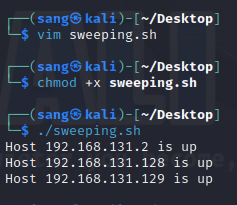 ┌──(sang㉿kali)-[~/Desktop]
└─$ vim sweeping.sh
┌──(sang㉿kali)-[~/Desktop]
└─$ chmod +x sweeping.sh
┌──(sang㉿kali)-[~/Desktop]
└─$ ./sweeping.sh
Host 192.168.131.2 is up
Host 192.168.131.128 is up
Host 192.168.131.129 is up